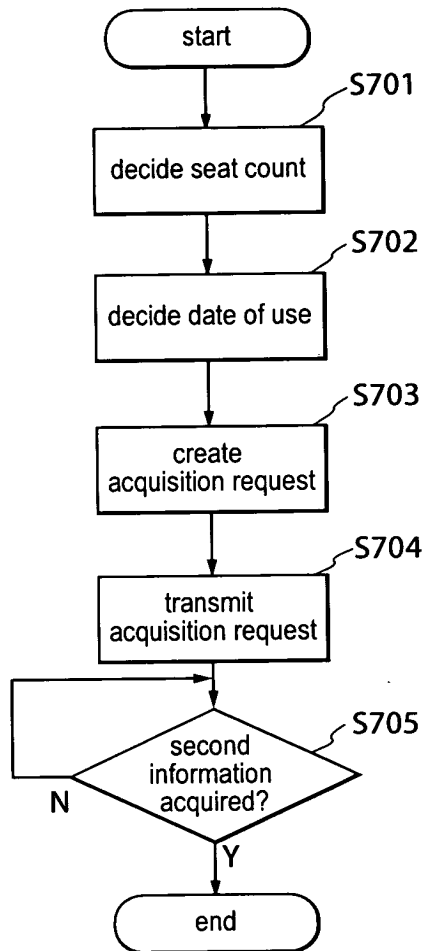 start
S701
decide seat count
S702
decide date of use
S703
create
acquisition request
S704
transmit
acquisition request
S705
second
information
acquired?
N
Y
end